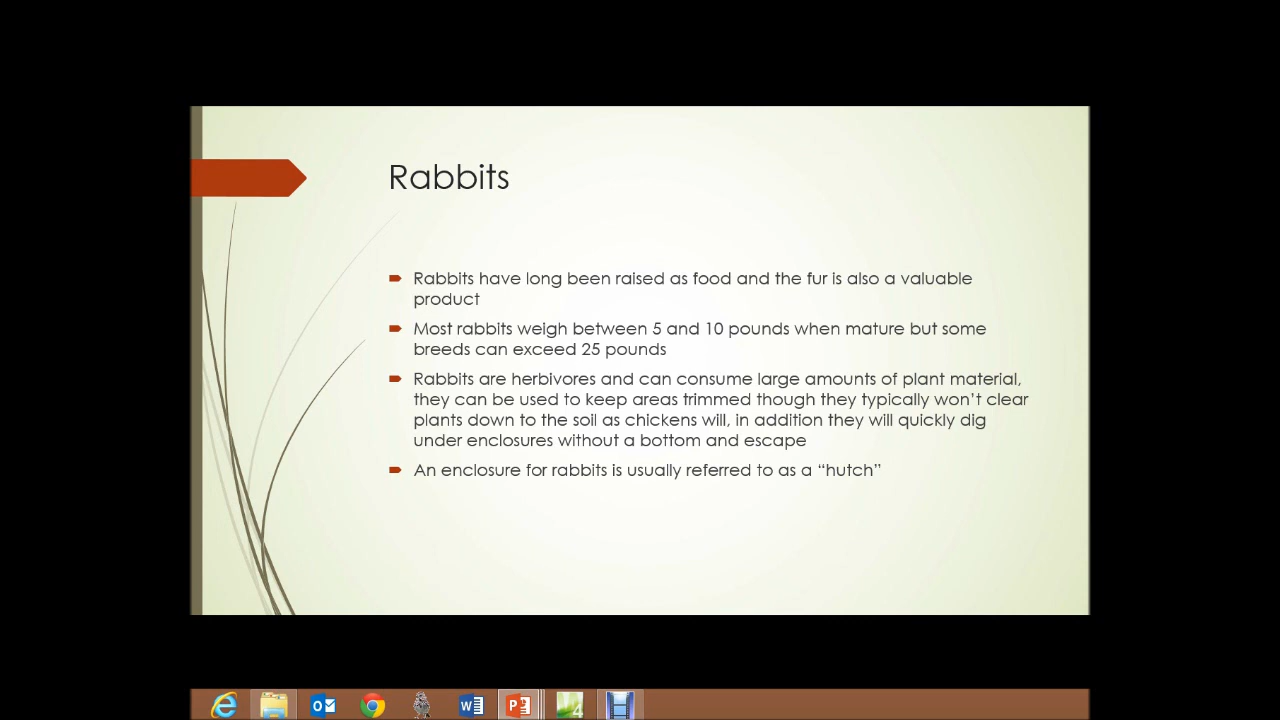 Rabbits
Rabbits have long been raised as food and the fur is also a valuable
product
Most rabbits weigh between 5 and 10 pounds when mature but some
breeds can exceed 25 pounds
Rabbits are herbivores and can consume large amounts of plant material,
they can be used to keep areas trimmed though they typically won’t clear
plants down to the soil as chickens will, in addition they will quickly dig
under enclosures without a bottom and escape
An enclosure for rabbits is usually referred to as a “hutch”